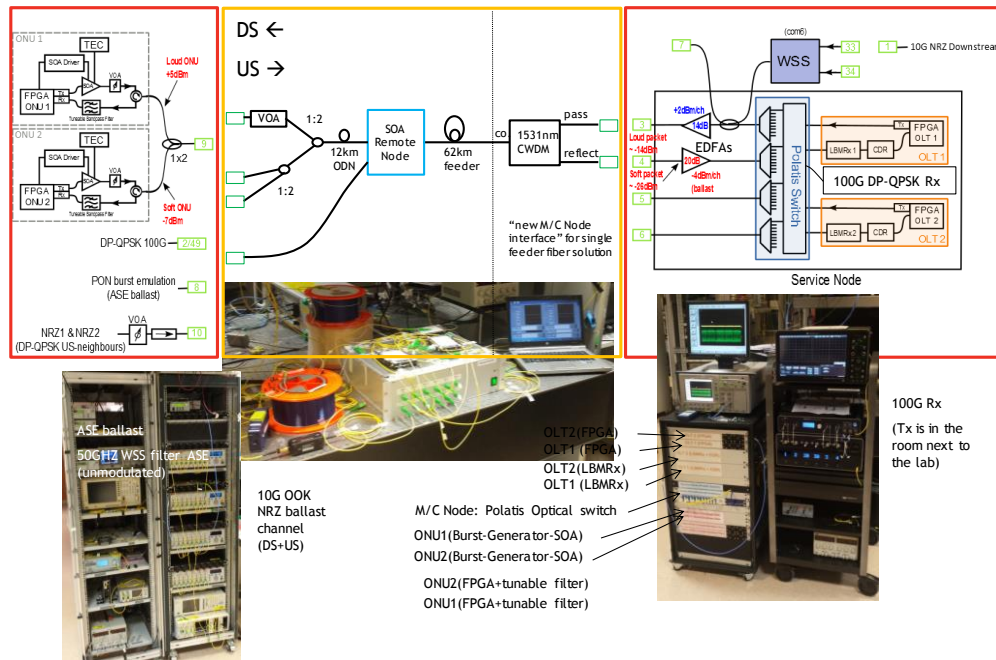 ONU 1
TEC
SOA Driver
SOA
VOA
FPGA
ONU 1
Tx
Rx
Tuneable Bandpass Filter
Loud ONU
+5dBm
ONU 2
TEC
SOA Driver
SOA
VOA
FPGA
ONU 2
Tx
Rx
Tuneable Bandpass Filter
1x2
9
Soft ONU
-7dBm
DP-QPSK 100G
2/49
PON burst emulation
(ASE ballast)
8
VOA
NRZ1 & NRZ2
(DP-QPSK US-neighbours)
10
DS ←
US →
VOA
1:2
1:2
12km
ODN
SOA
Remote
Node
62km
feeder
co.
1531nm
CWDM
pass
reflect
“new M/C Node
interface” for single
feeder fiber solution
7
(com6)
WSS
33
34
1
10G NRZ Downstream
3
+2dBm/ch
14dB
Loud packet
~ -14dBm
4
EDFAs
Soft packet
~ -26dBm
20dB
-4dBm/ch
(ballast
5
6
Polatis Switch
Tx
FPGA
OLT 1
LBMRx1
CDR
OLT1
100G DP-QPSK Rx
Tx
FPGA
OLT 2
LBMRx2
CDR
OLT2
Service Node
ASE ballast
50GHZ WSS filter ASE
(unmodulated)
10G OOK
NRZ ballast
channel
(DS+US)
OLT2(FPGA)
OLT1 (FPGA)
OLT2(LBMRx)
OLT1 (LBMRx)
M/C Node: Polatis Optical switch
ONU1(Burst-Generator-SOA)
ONU2(Burst-Generator-SOA)
ONU2(FPGA+tunable filter)
ONU1(FPGA+tunable filter)
100G Rx
(Tx is in the
room next to
the lab)